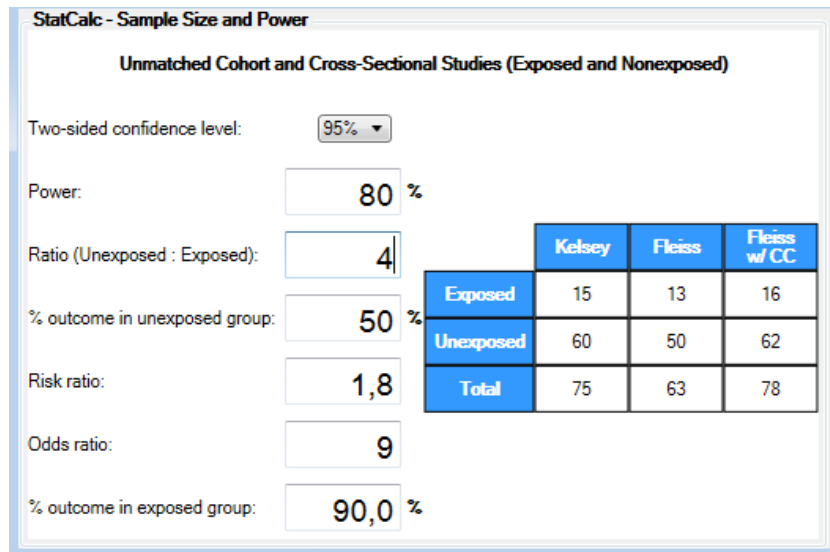 StatCalc - Sample Size and Power
Unmatched Cohort and Cross-Sectional Studies (Exposed and Nonexposed)
Two-sided confidence level: 95%
Power: 80 %
Ratio (Unexposed : Exposed): 4
% outcome in unexposed group: 50 %
Risk ratio: 1,8
Odds ratio: 9
% outcome in exposed group: 90,0 %
Kelsey Fleiss Fleiss w/ CC
Exposed 15 13 16
Unexposed 60 50 62
Total 75 63 78